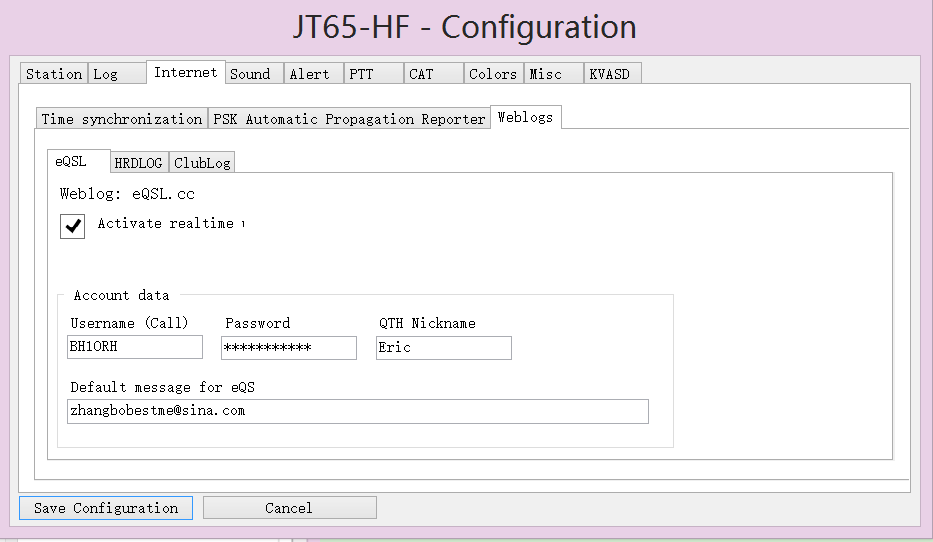 JT65-HF - Configuration
Station Log Internet Sound Alert PTT CAT Colors Misc KVASD
Time synchronization PSK Automatic Propagation Reporter Weblogs
eQSL HRDLOG ClubLog
Weblog: eQSL.cc
Activate realtime
Account data
Username (Call) Password QTH Nickname
BH1ORH *********** Eric
Default message for eQS
zhangbobestme@sina.com
Save Configuration Cancel